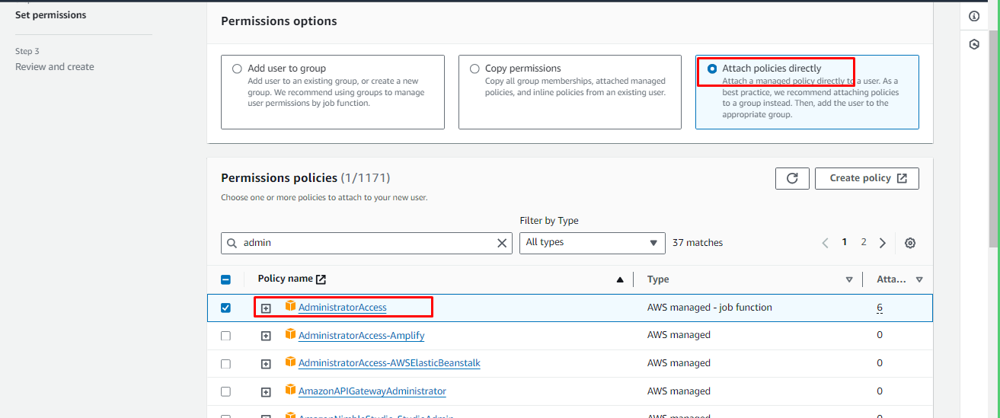 Set permissions
Step 3
Review and create
Permissions options
Add user to group
Add user to an existing group, or create a new
group. We recommend using groups to manage
user permissions by job function.
Copy permissions
Copy all group memberships, attached managed
policies, and inline policies from an existing user.
Attach policies directly
Attach a managed policy directly to a user. As a
best practice, we recommend attaching policies
to a group instead. Then, add the user to the
appropriate group.
Permissions policies (1/1171)
Choose one or more policies to attach to your new user.
Create policy
Filter by Type
admin
All types
37 matches
1 2
Policy name Type Atta...
AdministratorAccess AWS managed - job function 6
AdministratorAccess-Amplify AWS managed 0
AdministratorAccess-AWSElasticBeanstalk AWS managed 0
AmazonAPIGatewayAdministrator AWS managed 0